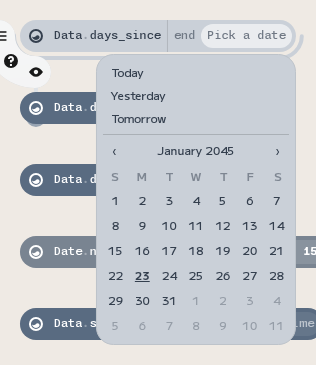 Data.days_since end Pick a date
Today
Yesterday
Tomorrow
‹ January 2045 ›
S M T W T F S
1 2 3 4 5 6 7
8 9 10 11 12 13 14
15 16 17 18 19 20 21
22 23 24 25 26 27 28
29 30 31 1 2 3 4
5 6 7 8 9 10 11
Data.d
Data.d
Date.n 15
Data.s .me